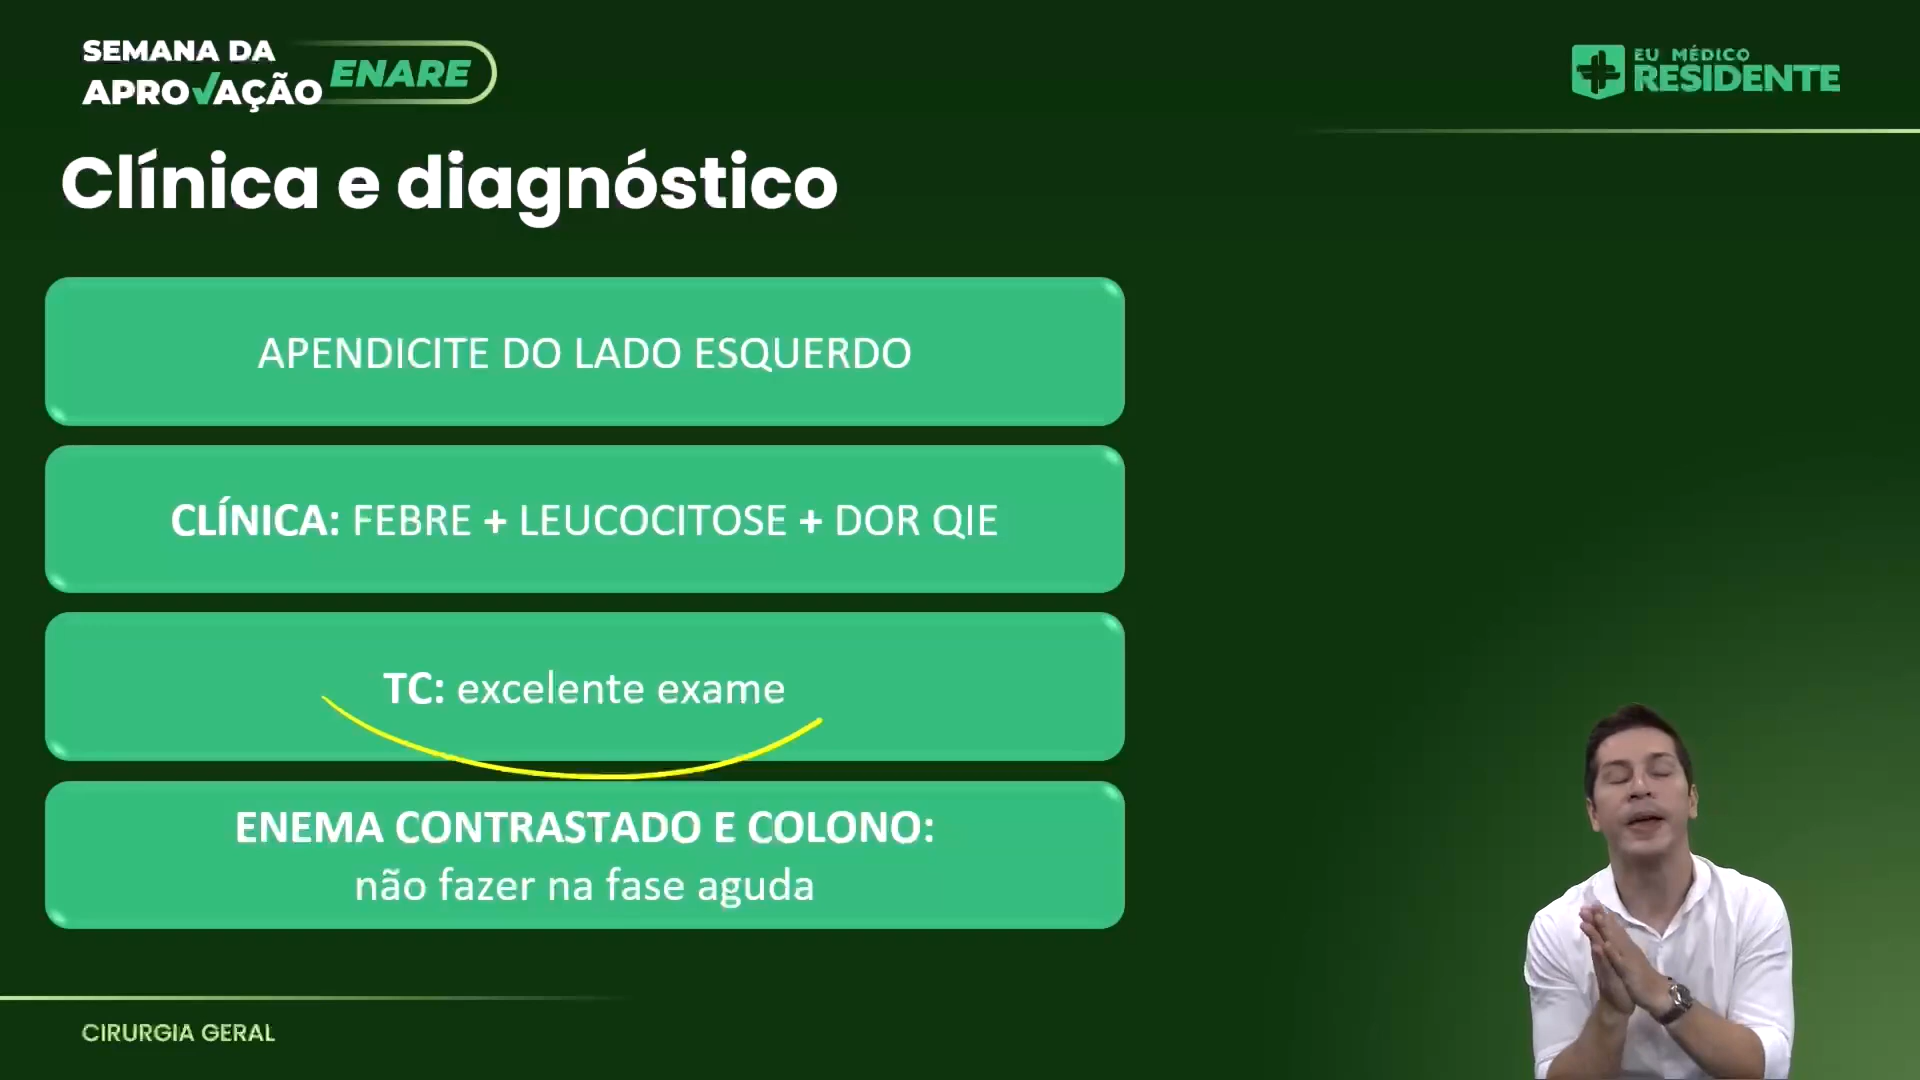 SEMANA DA
APROVAÇÃO ENARE
EU MÉDICO
RESIDENTE
Clínica e diagnóstico
APENDICITE DO LADO ESQUERDO
CLÍNICA: FEBRE + LEUCOCITOSE + DOR QIE
TC: excelente exame
ENEMA CONTRASTADO E COLONO:
não fazer na fase aguda
CIRURGIA GERAL